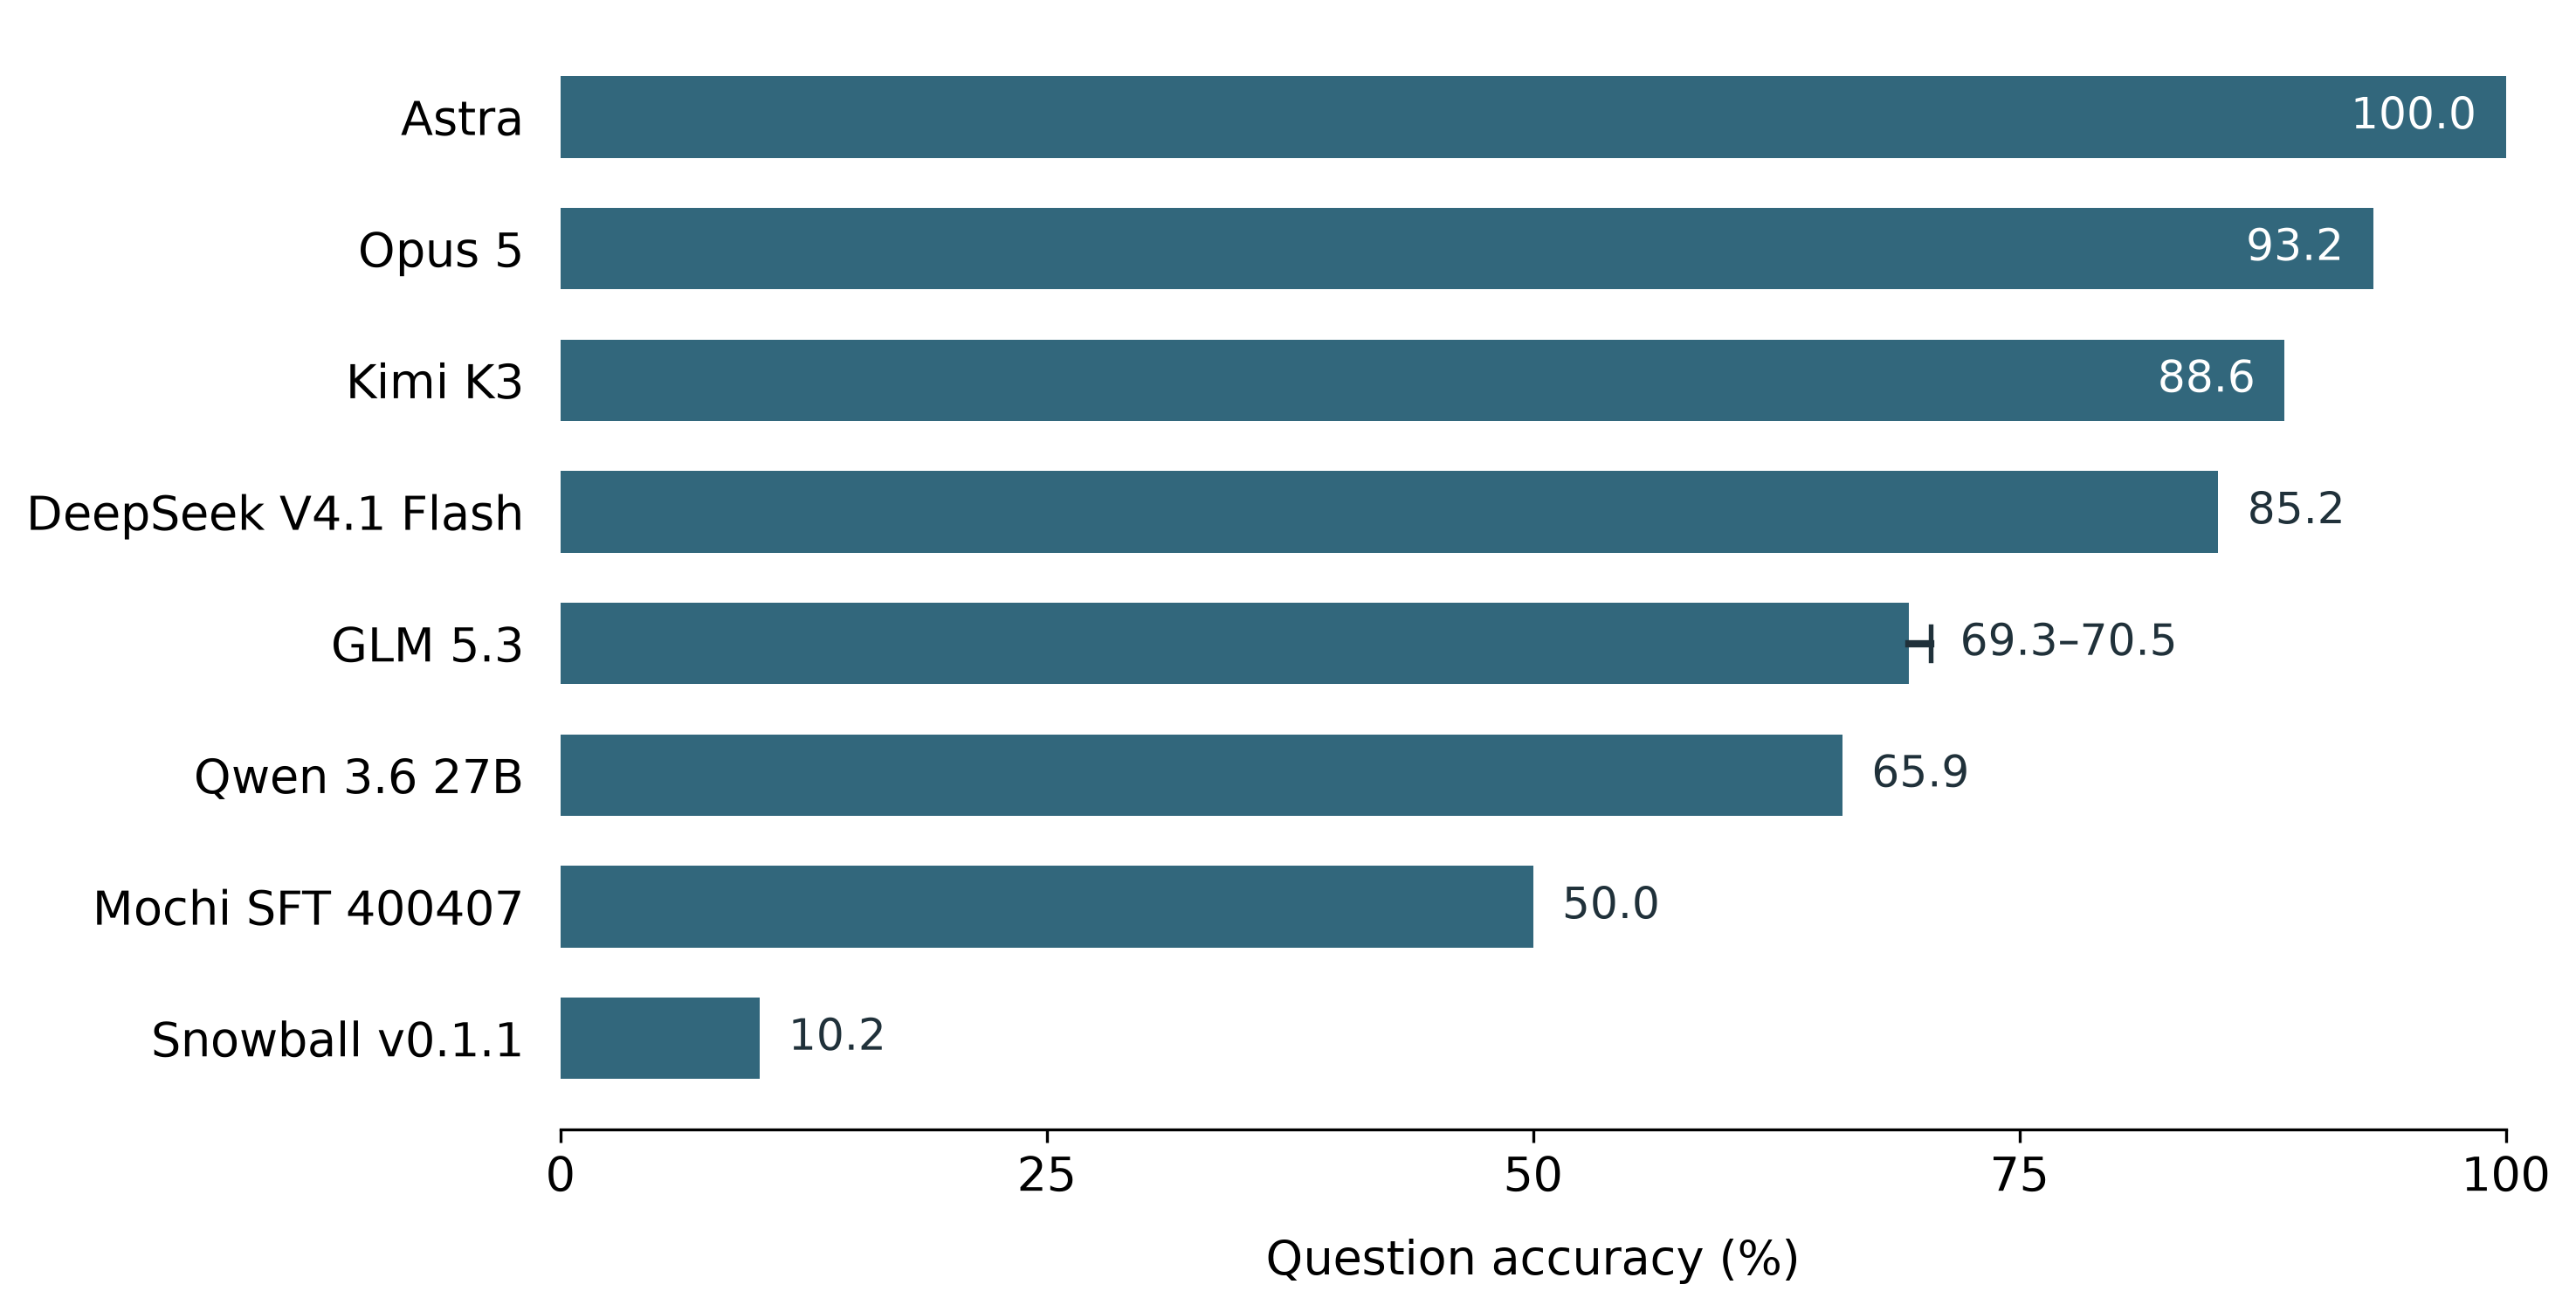 Astra 100.0
Opus 5 93.2
Kimi K3 88.6
DeepSeek V4.1 Flash 85.2
GLM 5.3 69.3–70.5
Qwen 3.6 27B 65.9
Mochi SFT 400407 50.0
Snowball v0.1.1 10.2
0 25 50 75 100
Question accuracy (%)